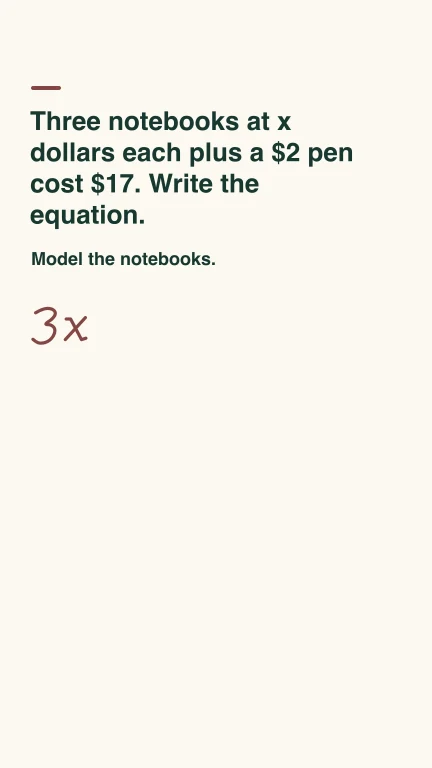 Three notebooks at x
dollars each plus a $2 pen
cost $17. Write the
equation.
Model the notebooks.
3x